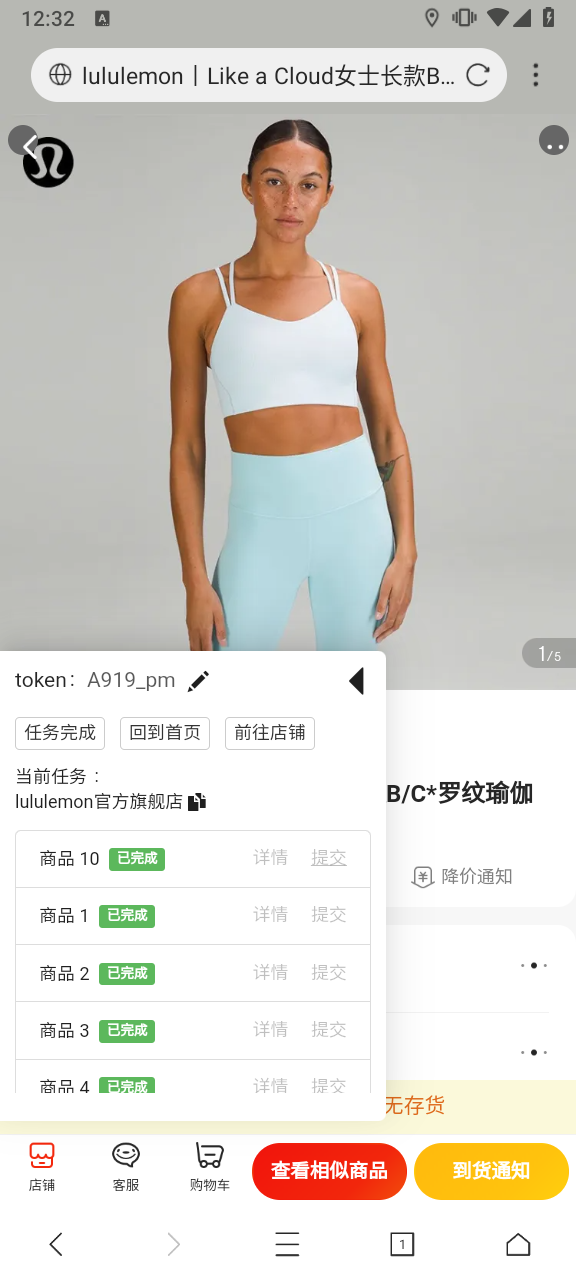 12:32
A
lululemon丨Like a Cloud女士长款B...
1/5
token: A919_pm
任务完成 回到首页 前往店铺
当前任务：
lululemon官方旗舰店
B/C*罗纹瑜伽
降价通知
商品 10 已完成 详情 提交
商品 1 已完成 详情 提交
商品 2 已完成 详情 提交
商品 3 已完成 详情 提交
商品 4 已完成 详情 提交
无存货
店铺 客服 购物车 查看相似商品 到货通知
1